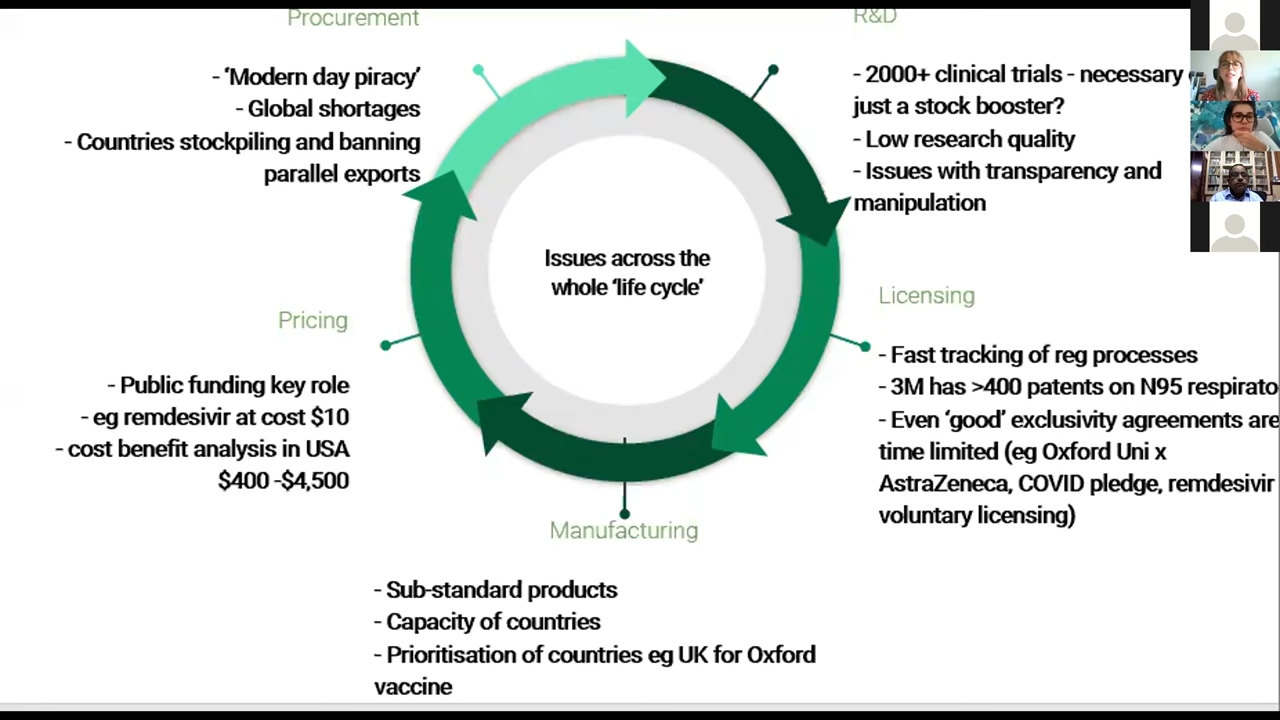 Procurement
- ‘Modern day piracy’
- Global shortages
- Countries stockpiling and banning
parallel exports
R&D
- 2000+ clinical trials - necessary
just a stock booster?
- Low research quality
- Issues with transparency and
manipulation
Issues across the
whole ‘life cycle’
Licensing
- Fast tracking of reg processes
- 3M has >400 patents on N95 respirato
- Even ‘good’ exclusivity agreements are
time limited (eg Oxford Uni x
AstraZeneca, COVID pledge, remdesivir
voluntary licensing)
Pricing
- Public funding key role
- eg remdesivir at cost $10
- cost benefit analysis in USA
$400 -$4,500
Manufacturing
- Sub-standard products
- Capacity of countries
- Prioritisation of countries eg UK for Oxford
vaccine